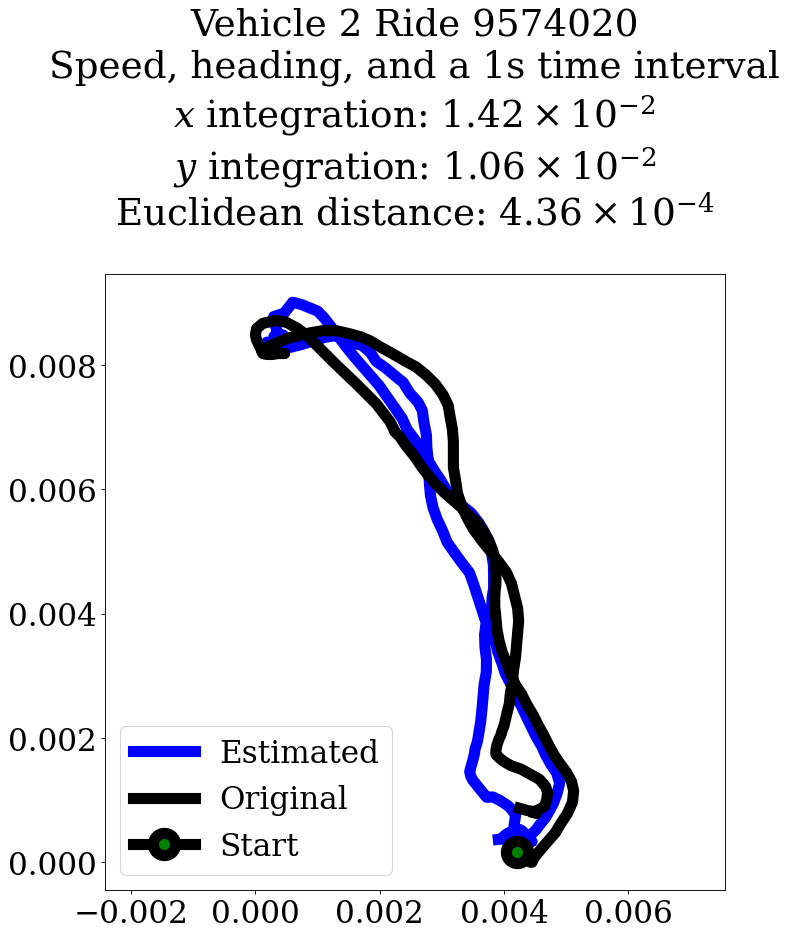 Vehicle 2 Ride 9574020
Speed, heading, and a 1s time interval
x integration: 1.42 × 10⁻²
y integration: 1.06 × 10⁻²
Euclidean distance: 4.36 × 10⁻⁴
0.008
0.006
0.004
0.002
0.000
Estimated
Original
Start
−0.002 0.000 0.002 0.004 0.006